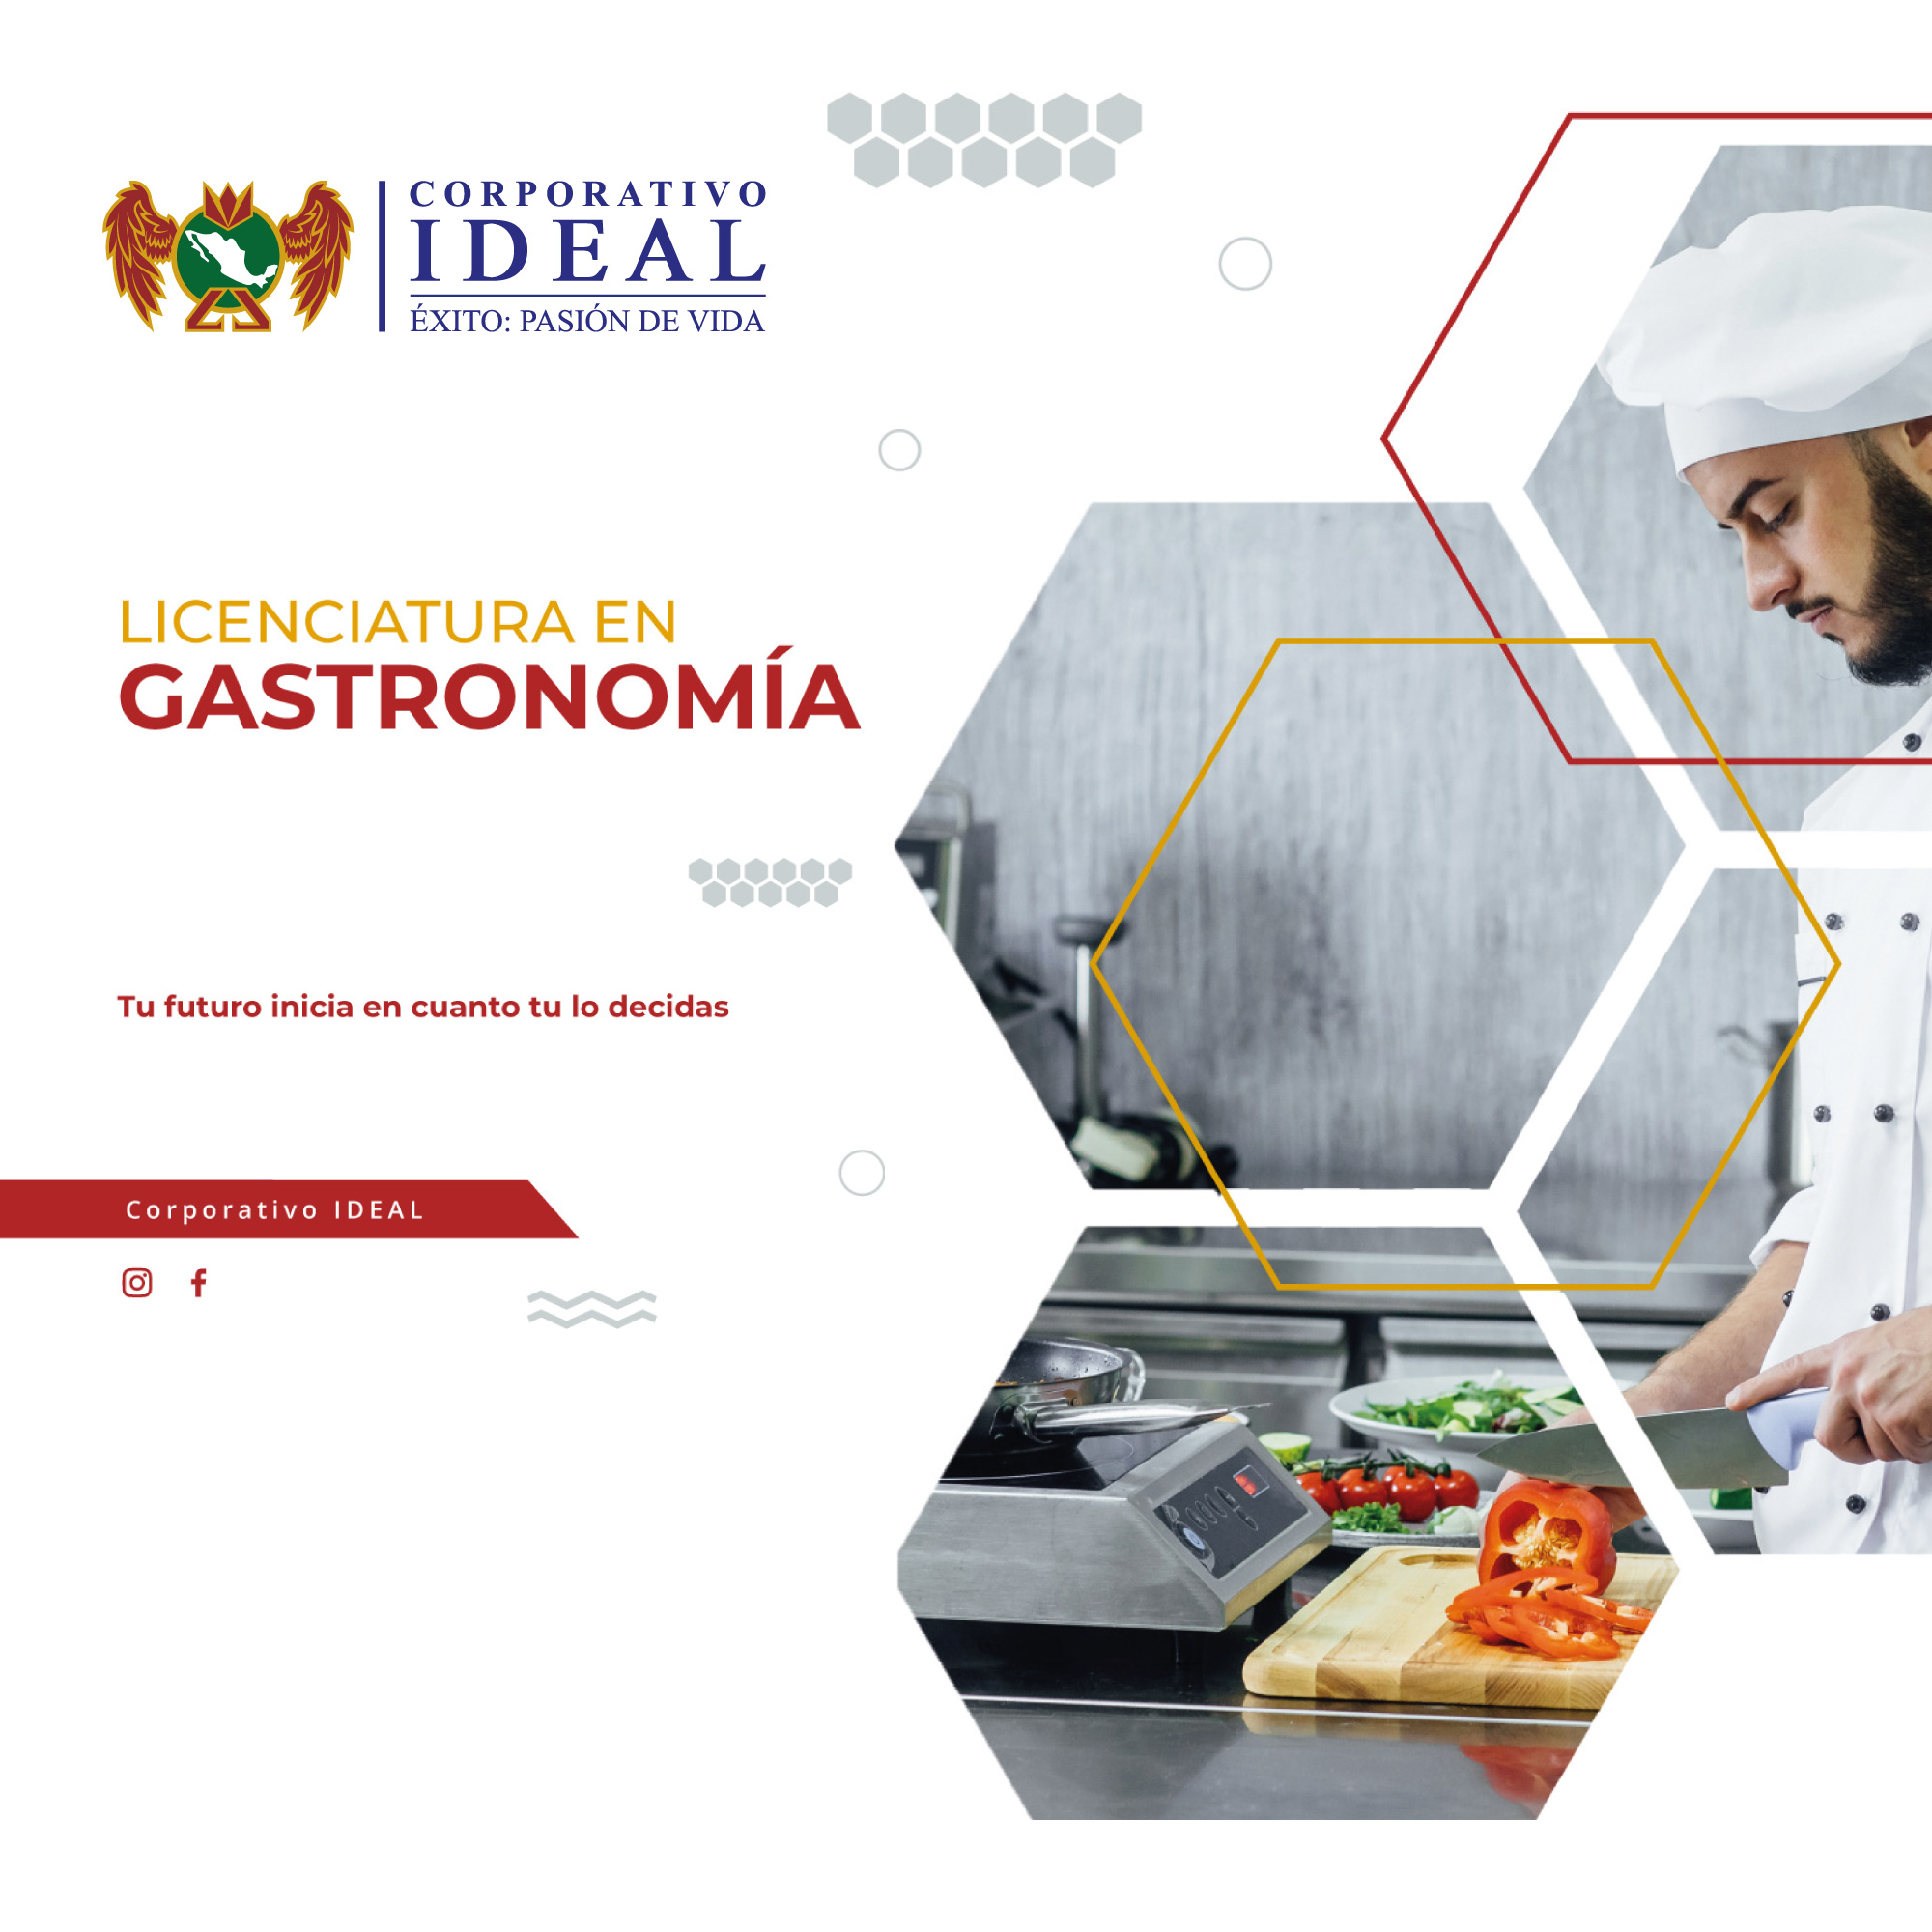 CORPORATIVO
IDEAL
ÉXITO: PASIÓN DE VIDA
LICENCIATURA EN
GASTRONOMÍA
Tu futuro inicia en cuanto tu lo decidas
Corporativo IDEAL